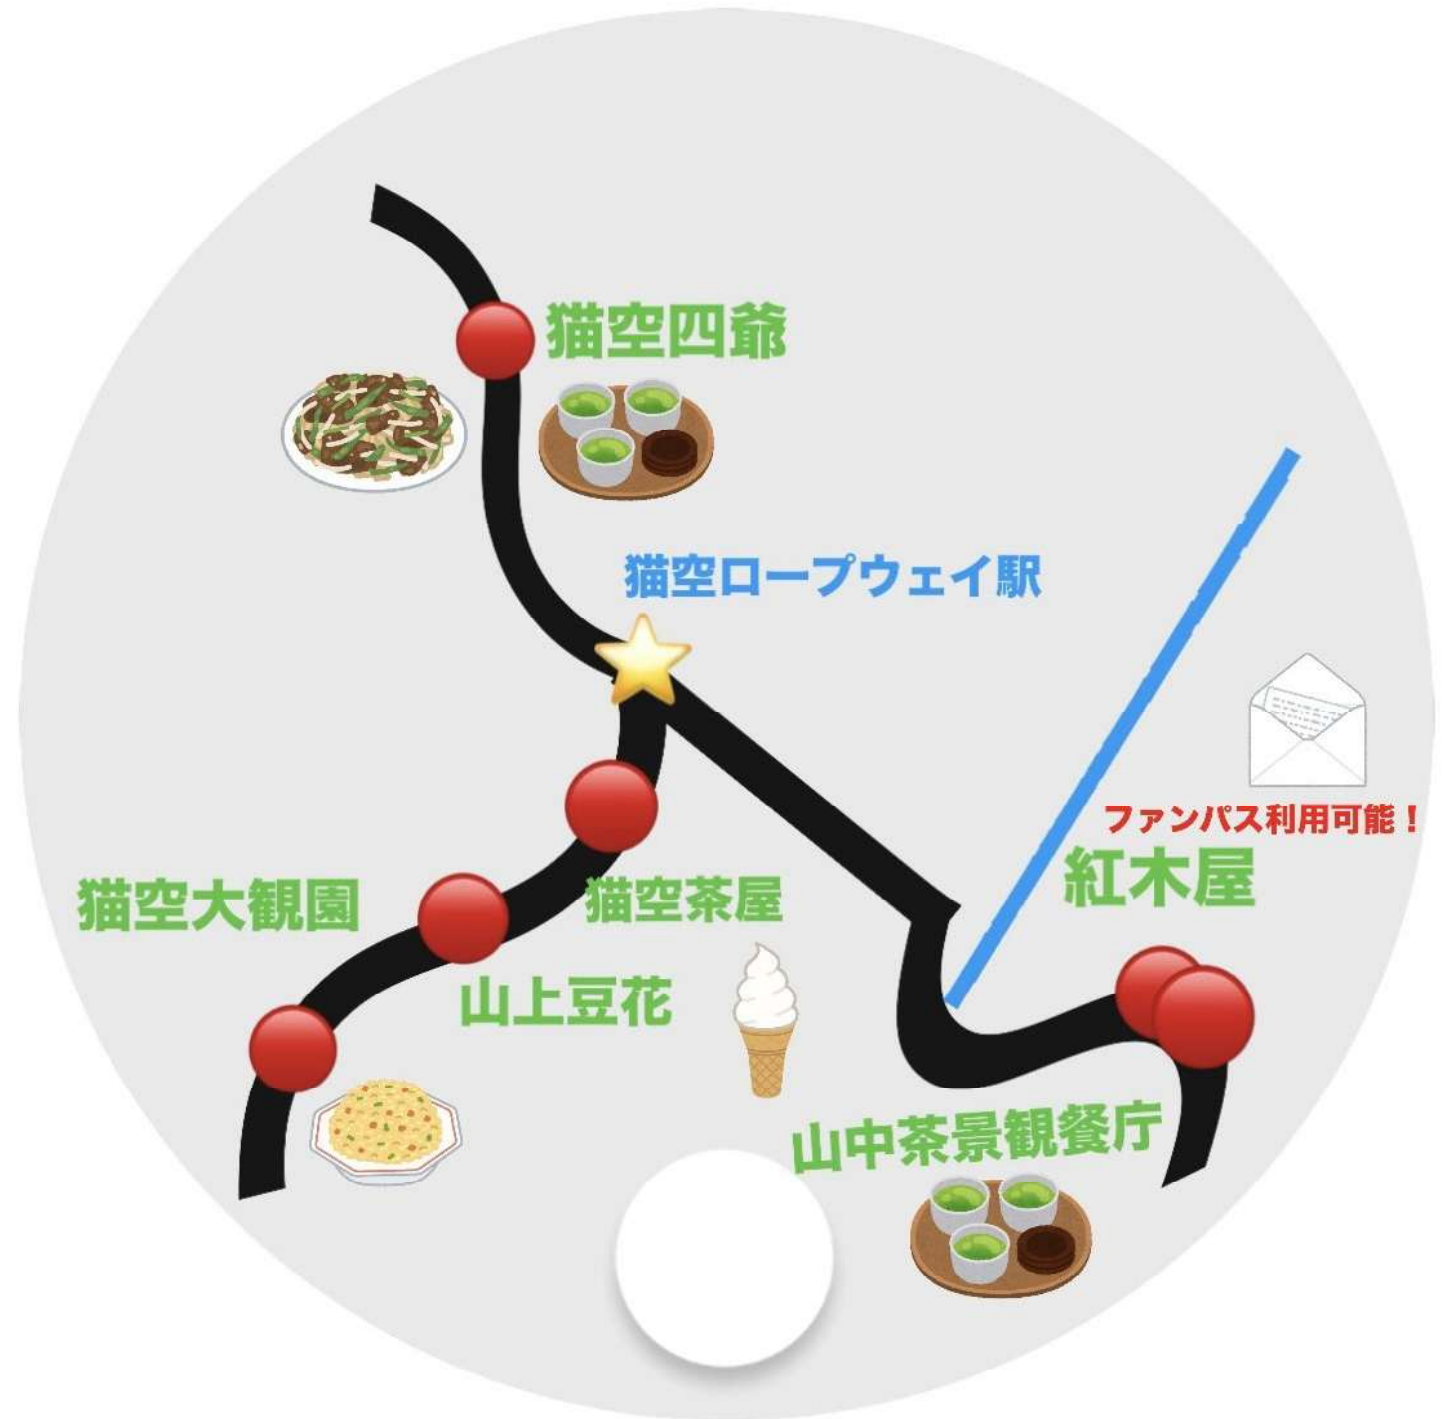 猫空四爺
猫空ロープウェイ駅
ファンパス利用可能！
紅木屋
猫空大観園
猫空茶屋
山上豆花
山中茶景観餐庁